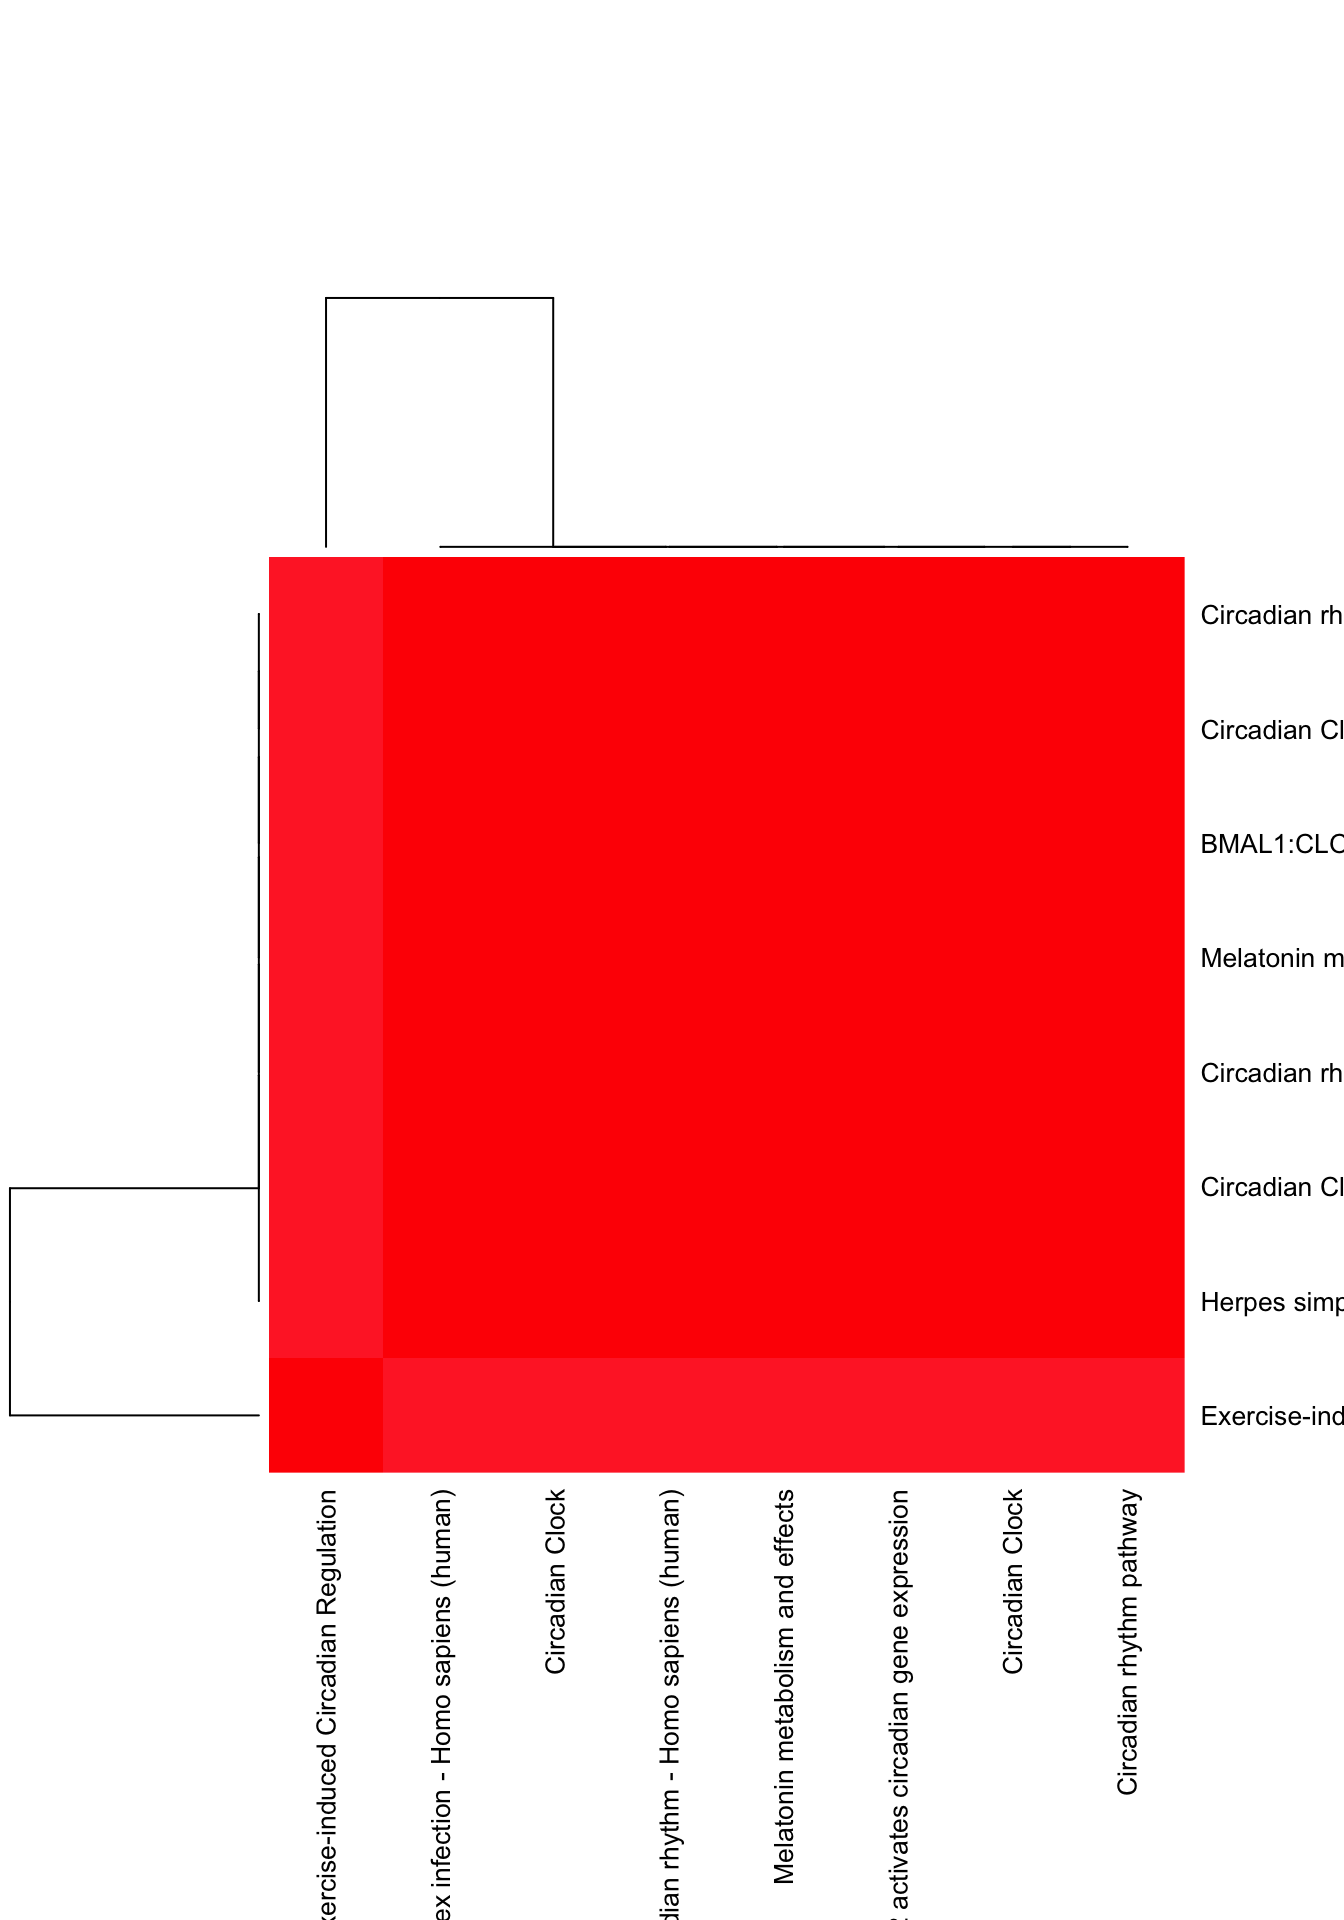 Circadian rh
Circadian Cl
BMAL1:CLO
Melatonin m
Circadian rh
Circadian Cl
Herpes simp
Exercise-ind
xercise-induced Circadian Regulation
ex infection - Homo sapiens (human)
Circadian Clock
dian rhythm - Homo sapiens (human)
Melatonin metabolism and effects
2 activates circadian gene expression
Circadian Clock
Circadian rhythm pathway